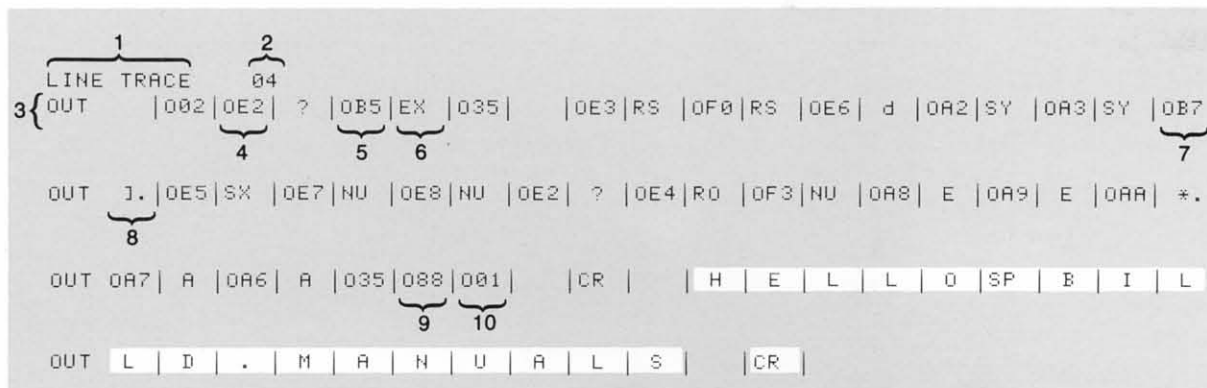 1 2
LINE TRACE 04
3 OUT |002|0E2| ? |0B5|EX |035| |0E3|RS |0F0|RS |0E6| d |0A2|SY |0A3|SY |0B7
4 5 6 7
OUT ].|0E5|SX |0E7|NU |0E8|NU |0E2| ? |0E4|RO |0F3|NU |0A8| E |0A9| E |0AA| *.
8
OUT 0A7| A |0A6| A |035|088|001| |CR | | H | E | L | L | O |SP | B | I | L
9 10
OUT L | D | . | M | A | N | U | A | L | S | |CR |